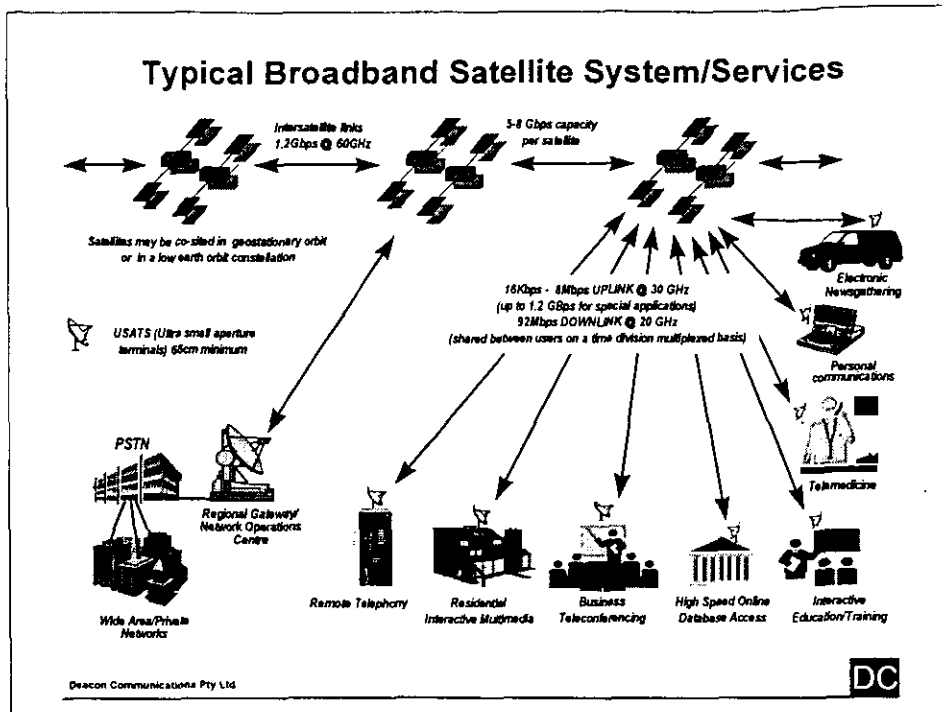 Typical Broadband Satellite System/Services
Intersatellite links
1.2Gbps @ 60GHz
5-8 Gbps capacity
per satellite
Satellites may be co-sited in geostationary orbit
or in a low earth orbit constellation
16Kbps - 8Mbps UPLINK @ 30 GHz
(up to 1.2 GBps for special applications)
92Mbps DOWNLINK @ 20 GHz
(shared between users on a time division multiplexed basis)
Electronic
Newsgathering
USATS (Ultra small aperture
terminals) 66cm minimum
Personal
communications
Telemedicine
PSTN
Regional Gateway/
Network Operations
Centre
Wide Area/Private
Networks
Remote Telephony
Residential
Interactive Multimedia
Business
Teleconferencing
High Speed Online
Database Access
Interactive
Education/Training
Deacon Communications Pty Ltd
DC